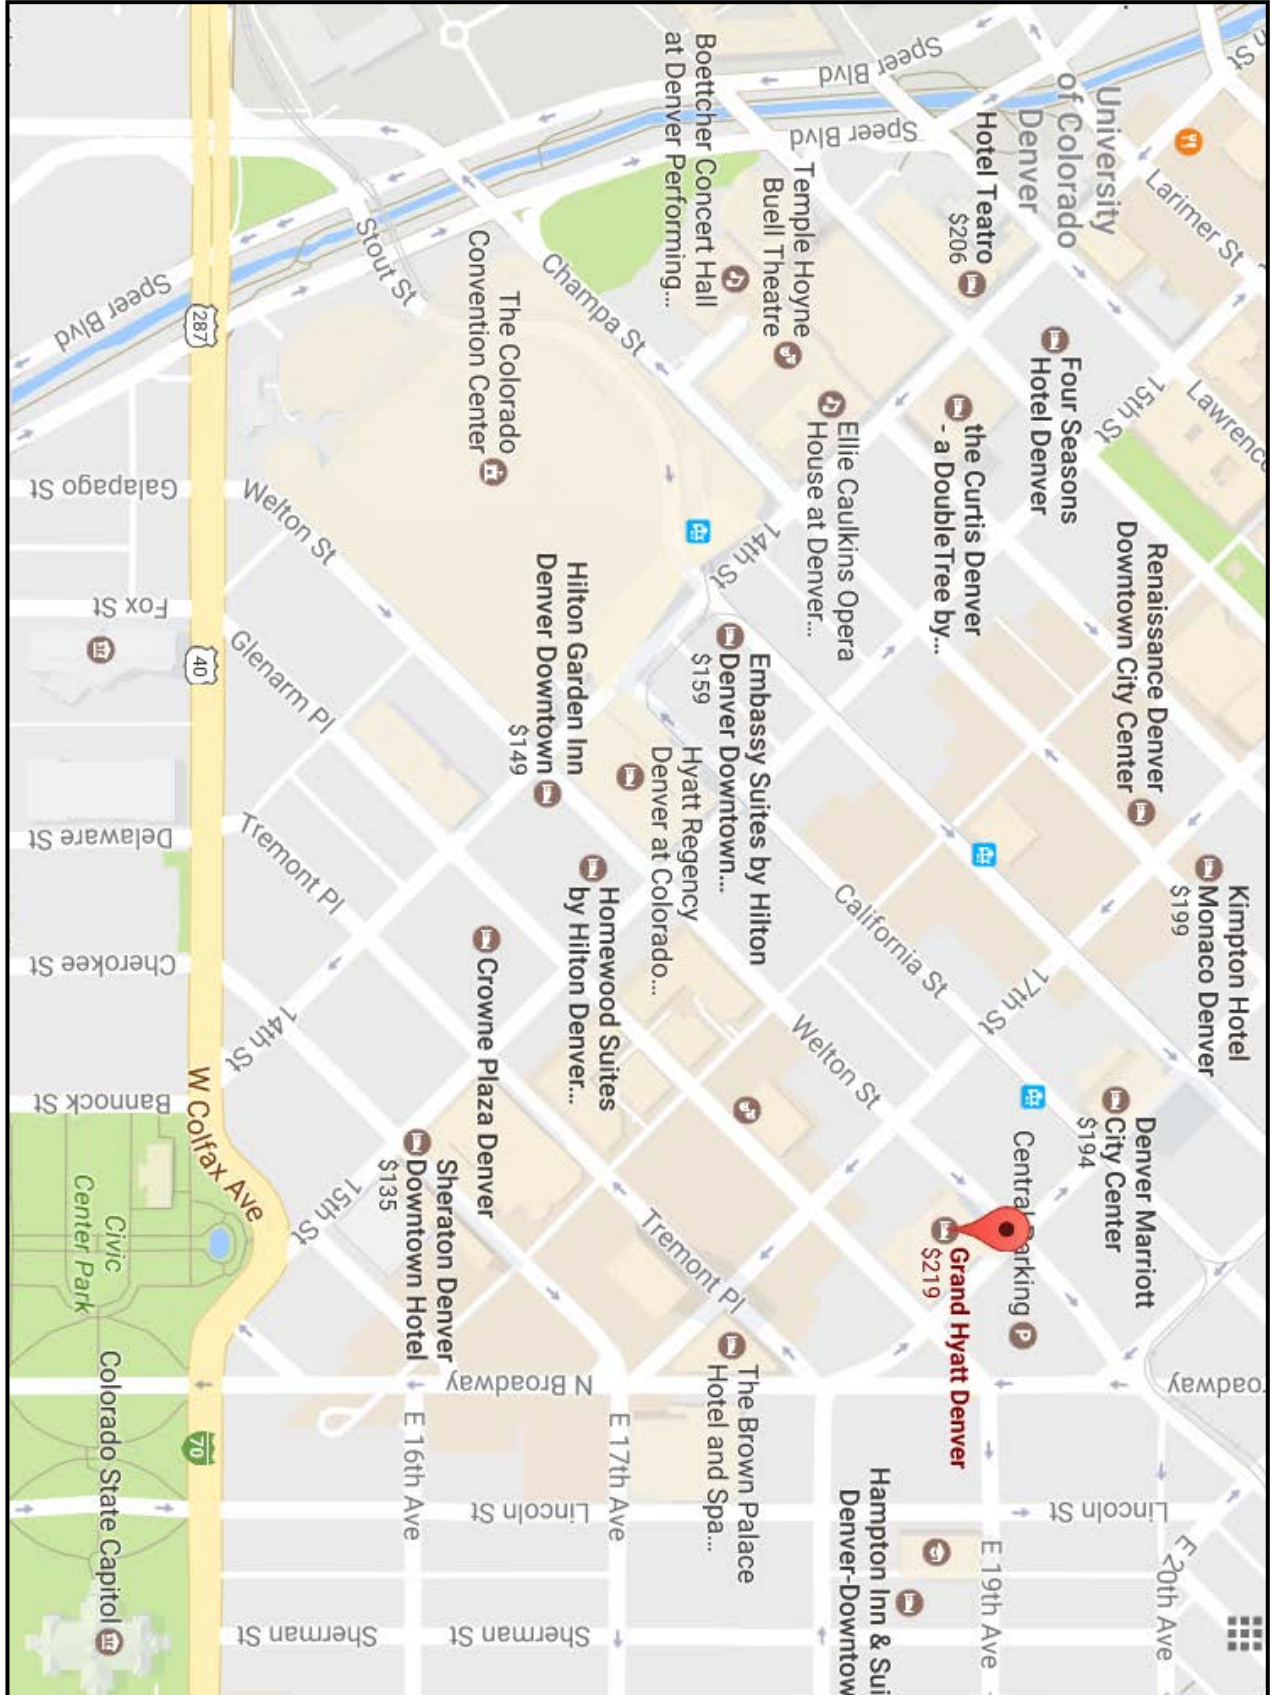 n St
Larimer St
Lawrence
Kimpton Hotel
Monaco Denver
$199
roadway
E 20th Ave
Renaissance Denver
Downtown City Center
15th St
Denver Marriott
City Center
$194
University
of Colorado
Denver
Four Seasons
Hotel Denver
Lincoln St
Central Parking
P
17th St
E 19th Ave
Hotel Teatro
$206
the Curtis Denver
- a DoubleTree by...
Grand Hyatt Denver
$219
Speer Blvd
California St
Hampton Inn & Sui
Denver-Downtow
Speer Blvd
Ellie Caulkins Opera
House at Denver...
Welton St
Temple Hoyne
Buell Theatre
14th St
Embassy Suites by Hilton
Denver Downtown...
$159
The Brown Palace
Hotel and Spa...
Boettcher Concert Hall
at Denver Performing...
Hyatt Regency
Denver at Colorado...
Tremont Pl
Champa St
Homewood Suites
by Hilton Denver...
E 17th Ave
Hilton Garden Inn
Denver Downtown
$149
N Broadway
Lincoln St
Sherman St
The Colorado
Convention Center
Crowne Plaza Denver
Sheraton Denver
Downtown Hotel
$135
E 16th Ave
Stout St
15th St
Sherman St
Welton St
Glenarm Pl
Tremont Pl
14th St
W Colfax Ave
287
40
70
Speer Blvd
Galapago St
Fox St
Delaware St
Cherokee St
Bannock St
Civic
Center Park
Colorado State Capitol